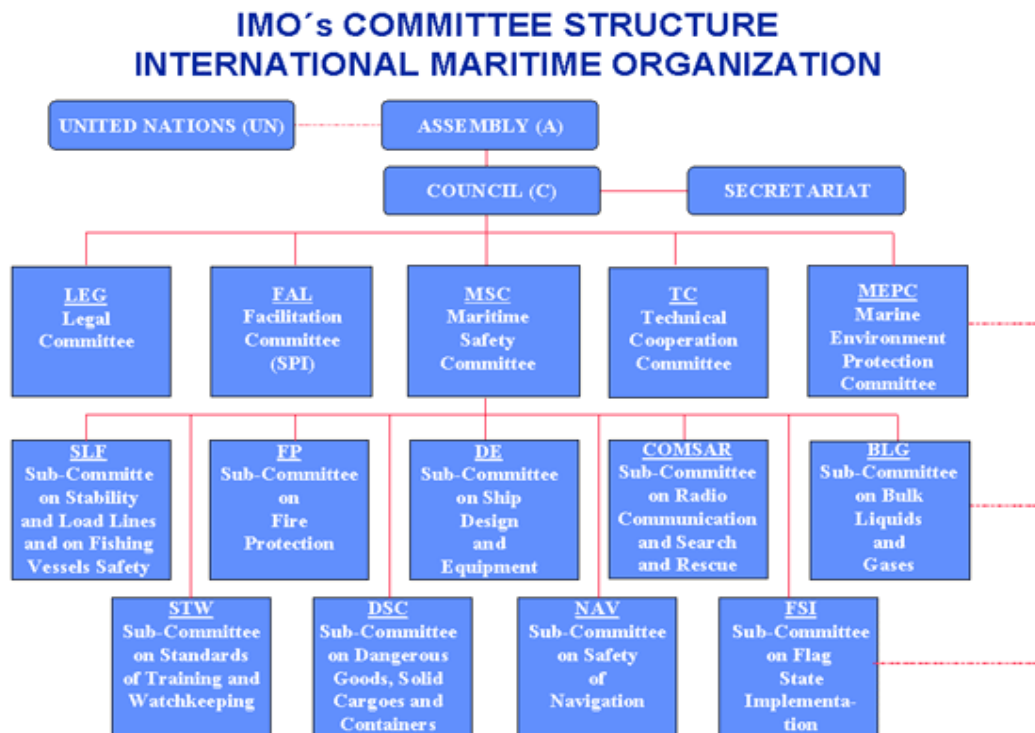 IMO´s COMMITTEE STRUCTURE
INTERNATIONAL MARITIME ORGANIZATION
UNITED NATIONS (UN)
ASSEMBLY (A)
COUNCIL (C)
SECRETARIAT
LEG
Legal
Committee
FAL
Facilitation
Committee
(SPI)
MSC
Maritime
Safety
Committee
TC
Technical
Cooperation
Committee
MEPC
Marine
Environment
Protection
Committee
SLF
Sub-Committe
on Stability
and Load Lines
and on Fishing
Vessels Safety
FP
Sub-Committee
on
Fire
Protection
DE
Sub-Committee
on Ship
Design
and
Equipment
COMSAR
Sub-Committee
on Radio
Communication
and Search
and Rescue
BLG
Sub-Committee
on Bulk
Liquids
and
Gases
STW
Sub-Committee
on Standards
of Training and
Watchkeeping
DSC
Sub-Committee
on Dangerous
Goods, Solid
Cargoes and
Containers
NAV
Sub-Committee
on Safety
of
Navigation
FSI
Sub-Committee
on Flag
State
Implementa-
tion